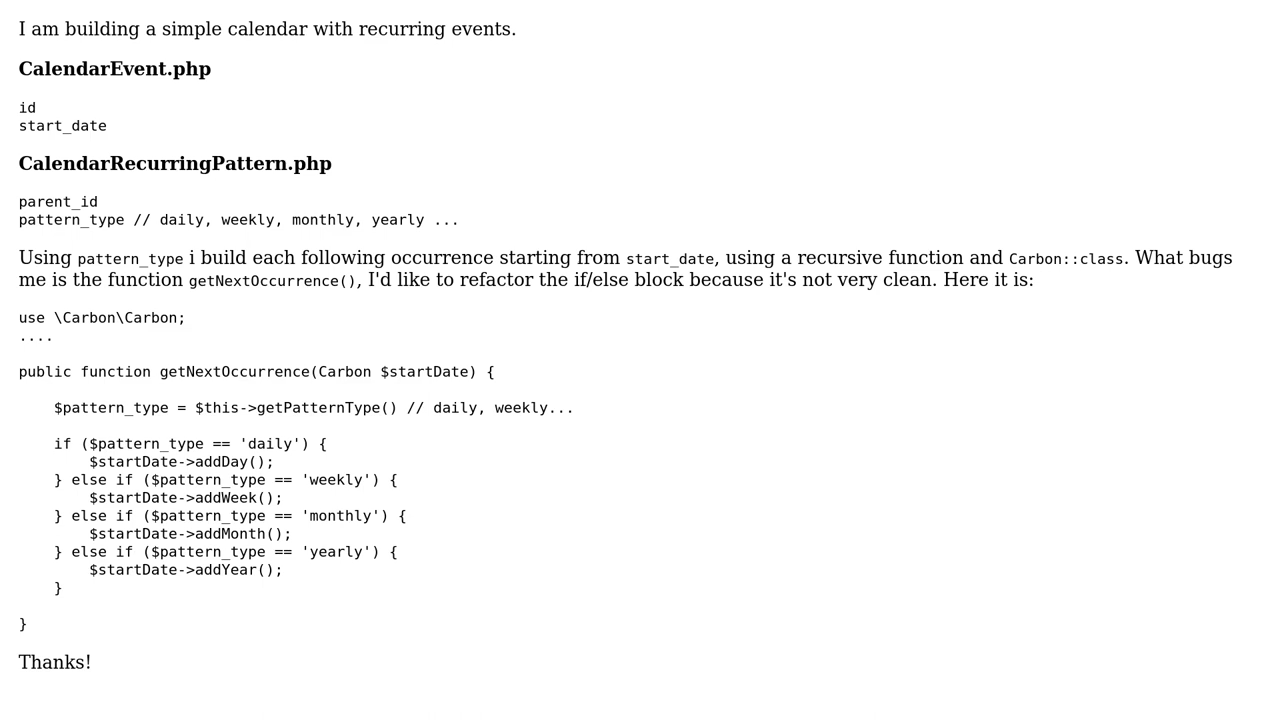 I am building a simple calendar with recurring events.
CalendarEvent.php
id
start_date
CalendarRecurringPattern.php
parent_id
pattern_type // daily, weekly, monthly, yearly ...
Using pattern_type i build each following occurrence starting from start_date, using a recursive function and Carbon::class. What bugs
me is the function getNextOccurrence(), I'd like to refactor the if/else block because it's not very clean. Here it is:
use \Carbon\Carbon;
....
public function getNextOccurrence(Carbon $startDate) {
    $pattern_type = $this->getPatternType() // daily, weekly...
    if ($pattern_type == 'daily') {
        $startDate->addDay();
    } else if ($pattern_type == 'weekly') {
        $startDate->addWeek();
    } else if ($pattern_type == 'monthly') {
        $startDate->addMonth();
    } else if ($pattern_type == 'yearly') {
        $startDate->addYear();
    }
}
Thanks!